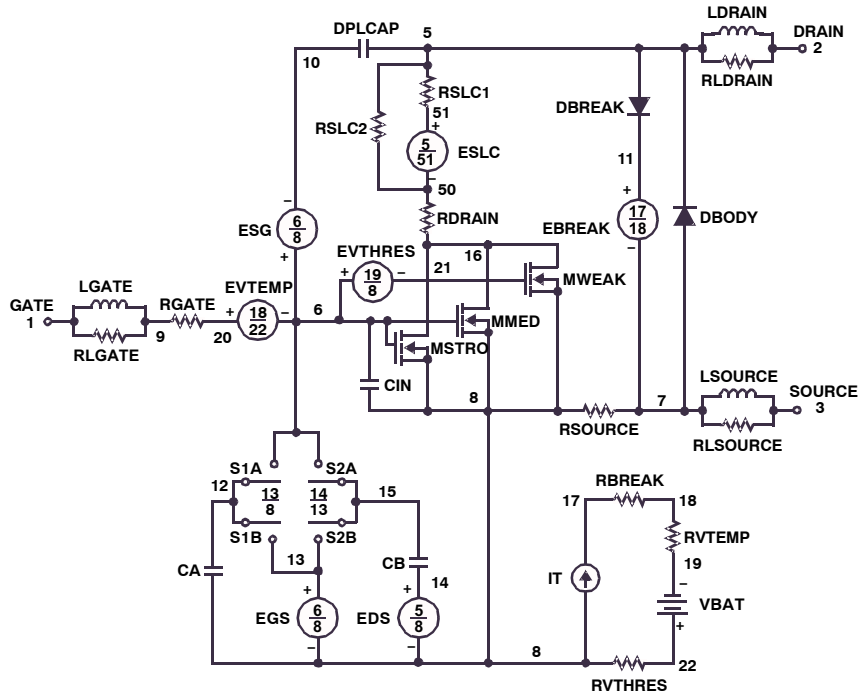 LDRAIN
DPLCAP
5
DRAIN
2
10
RLDRAIN
RSLC1
DBREAK
51
+
RSLC2
5
51
ESLC
−
11
50
−
+
RDRAIN
6
8
ESG
17
18
EBREAK
DBODY
EVTHRES
16
+
+
19
8
−
21
−
MWEAK
LGATE
EVTEMP
GATE
1
RGATE
+
18
22
−
6
MMED
9
20
MSTRO
RLGATE
LSOURCE
CIN
8
7
SOURCE
3
RSOURCE
RLSOURCE
S1A
S2A
12
13
8
14
13
15
RBREAK
17
18
S1B
S2B
RVTEMP
13
CB
19
CA
14
IT
−
+
+
VBAT
EGS
6
8
EDS
5
8
+
−
−
8
22
RVTHRES